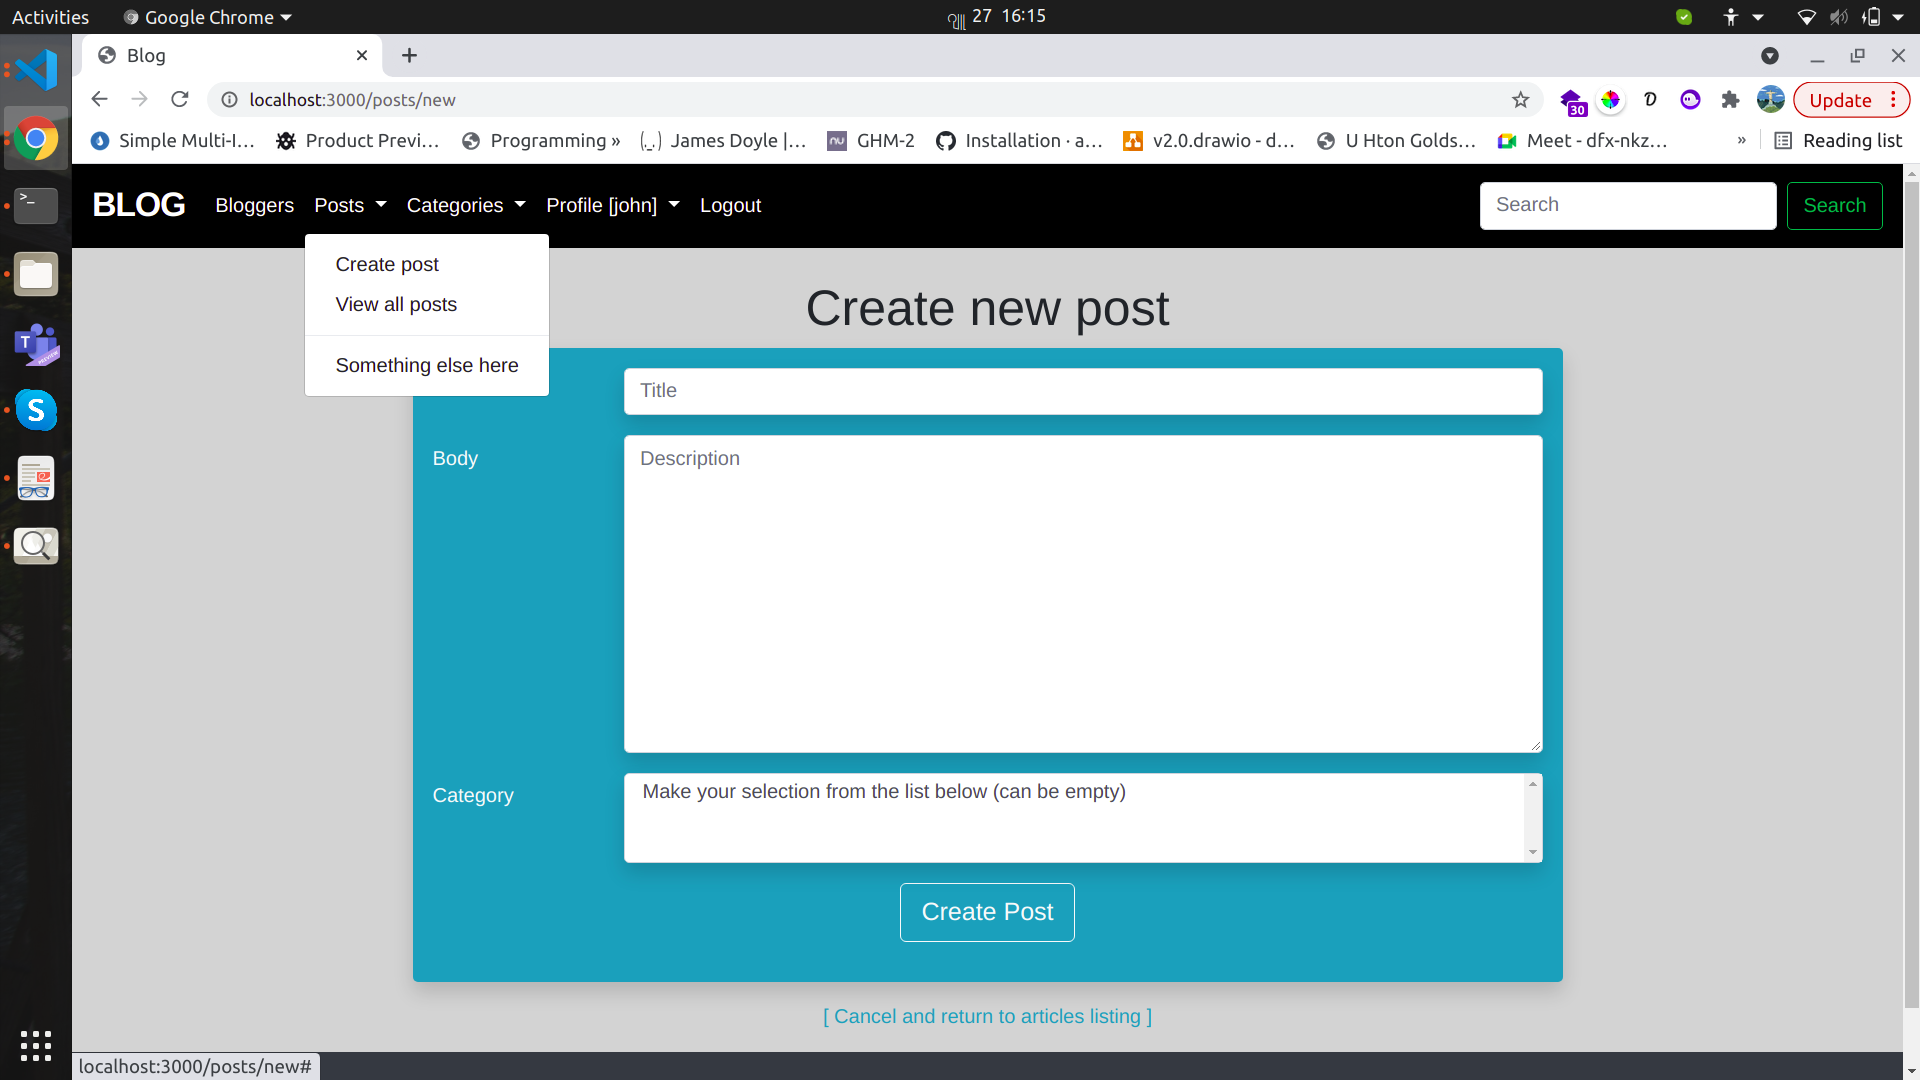 Activities
Google Chrome
27 16:15
Blog
localhost:3000/posts/new
30
Update
Simple Multi-I...
Product Previ...
Programming »
(._.) James Doyle |...
nu GHM-2
Installation · a...
v2.0.drawio - d...
U Hton Golds...
Meet - dfx-nkz...
»
Reading list
BLOG
Bloggers
Posts
Categories
Profile [john]
Logout
Search
Search
Create post
View all posts
Something else here
Create new post
Title
Body
Description
Category
Make your selection from the list below (can be empty)
Create Post
[ Cancel and return to articles listing ]
localhost:3000/posts/new#